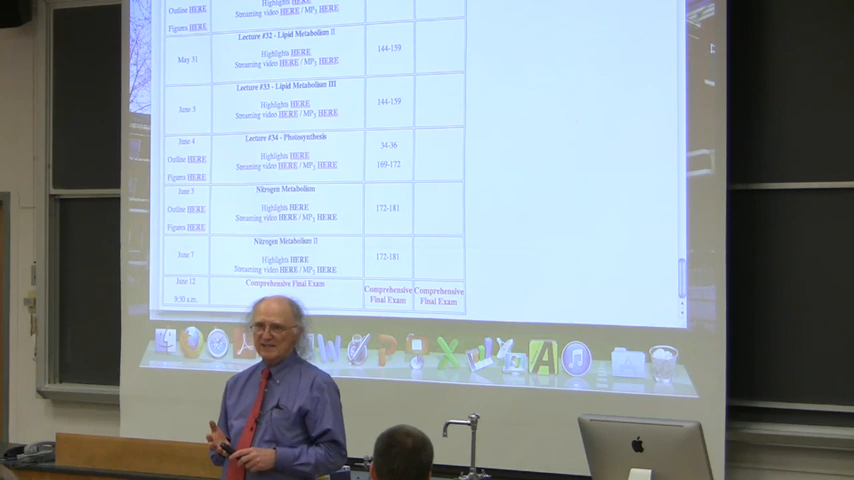 Highlights HERE
Outline HERE
Streaming video HERE / MP3 HERE
Figures HERE
Lecture #32 - Lipid Metabolism II
May 31
Highlights HERE
Streaming video HERE / MP3 HERE
144-159
Lecture #33 - Lipid Metabolism III
June 3
Highlights HERE
Streaming video HERE / MP3 HERE
144-159
June 4
Outline HERE
Figures HERE
Lecture #34 - Photosynthesis
Highlights HERE
Streaming video HERE / MP3 HERE
34-36
169-172
June 5
Outline HERE
Figures HERE
Nitrogen Metabolism
Highlights HERE
Streaming video HERE / MP3 HERE
172-181
June 7
Nitrogen Metabolism II
Highlights HERE
Streaming video HERE / MP3 HERE
172-181
June 12
9:30 a.m.
Comprehensive Final Exam
Comprehensive
Final Exam
Comprehensive
Final Exam